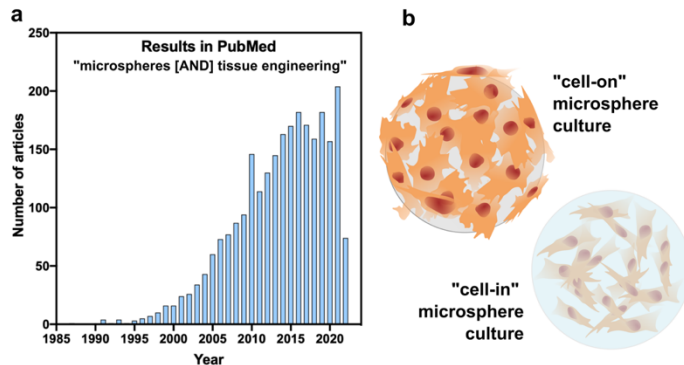 a
Results in PubMed
"microspheres [AND] tissue engineering"
Number of articles
250
200
150
100
50
0
1985 1990 1995 2000 2005 2010 2015 2020
Year
b
"cell-on"
microsphere
culture
"cell-in"
microsphere
culture